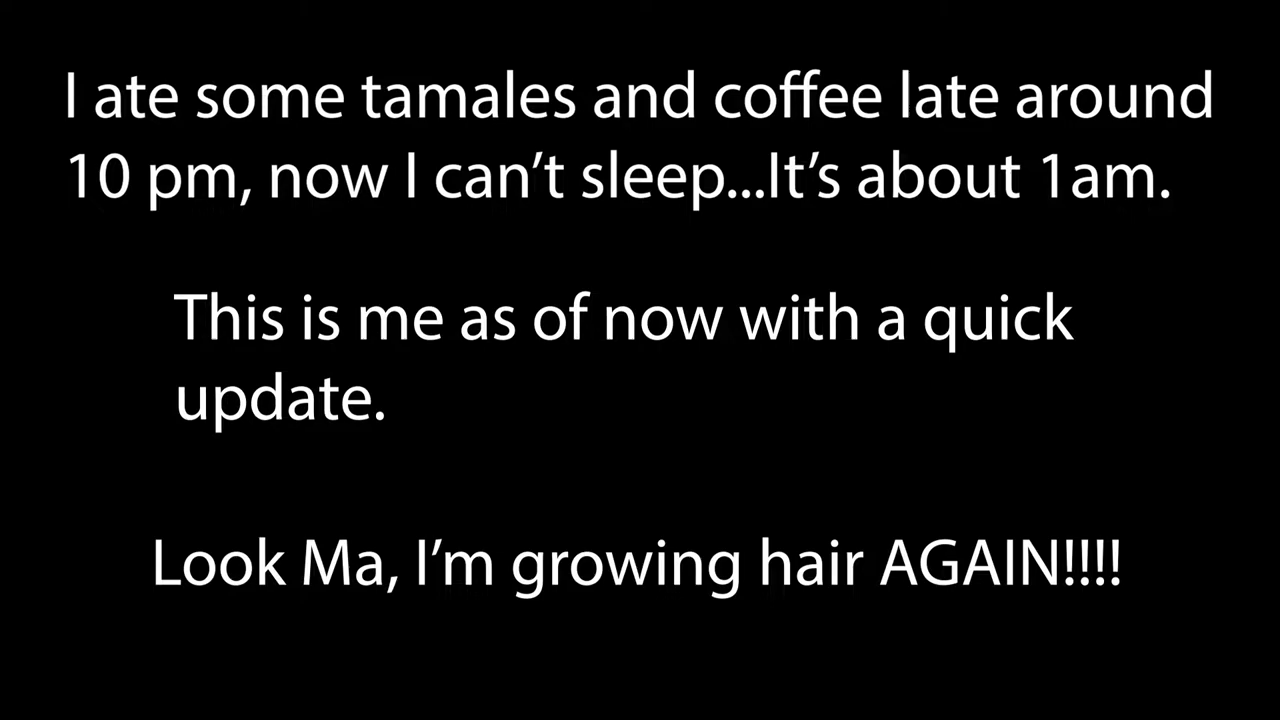 I ate some tamales and coffee late around
10 pm, now I can’t sleep...It’s about 1am.
This is me as of now with a quick
update.
Look Ma, I’m growing hair AGAIN!!!!